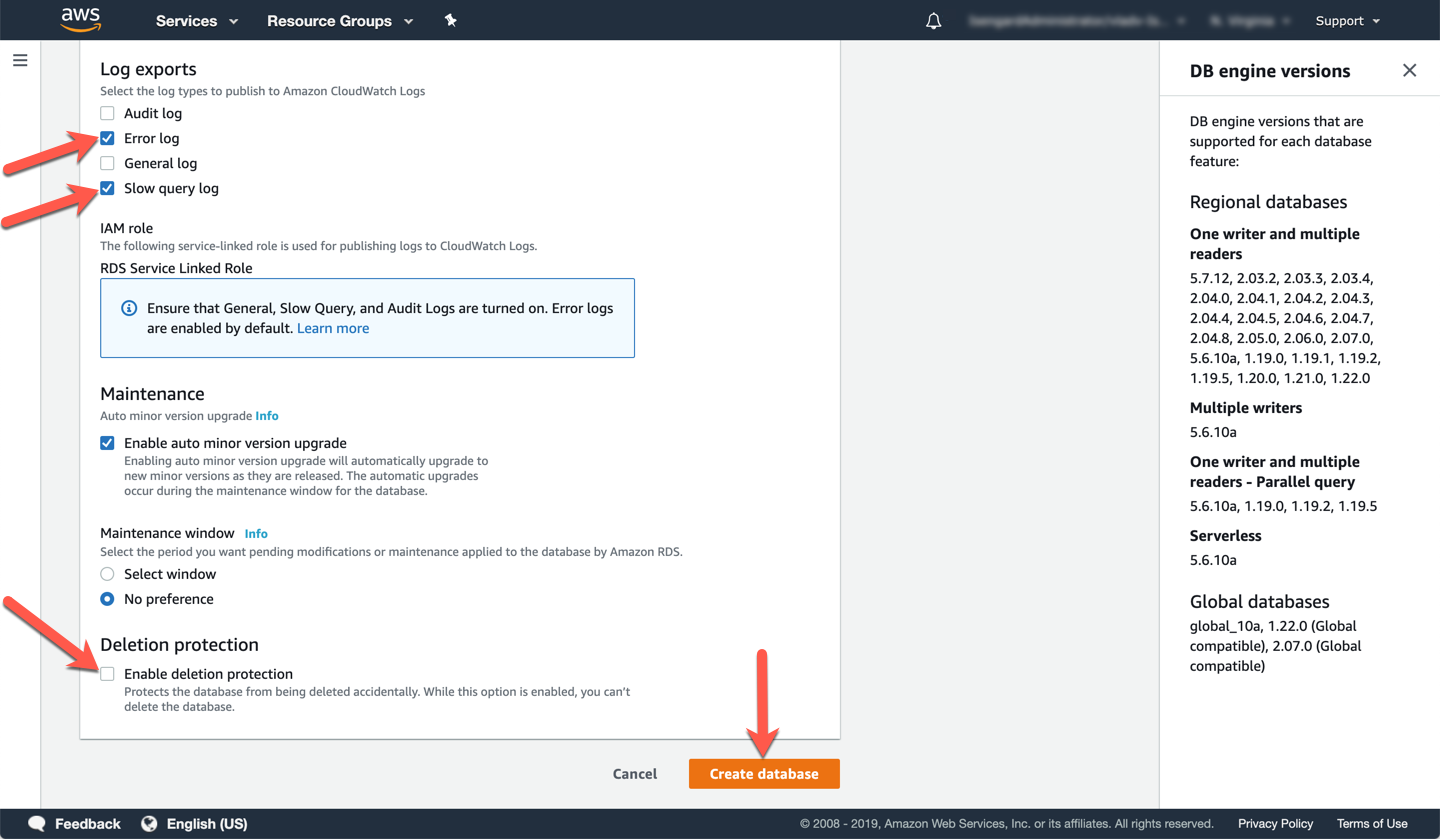 aws
Services
Resource Groups
Support
Log exports
Select the log types to publish to Amazon CloudWatch Logs
Audit log
Error log
General log
Slow query log
IAM role
The following service-linked role is used for publishing logs to CloudWatch Logs.
RDS Service Linked Role
Ensure that General, Slow Query, and Audit Logs are turned on. Error logs
are enabled by default. Learn more
Maintenance
Auto minor version upgrade Info
Enable auto minor version upgrade
Enabling auto minor version upgrade will automatically upgrade to
new minor versions as they are released. The automatic upgrades
occur during the maintenance window for the database.
Maintenance window Info
Select the period you want pending modifications or maintenance applied to the database by Amazon RDS.
Select window
No preference
Deletion protection
Enable deletion protection
Protects the database from being deleted accidentally. While this option is enabled, you can't
delete the database.
Cancel
Create database
DB engine versions
DB engine versions that are
supported for each database
feature:
Regional databases
One writer and multiple
readers
5.7.12, 2.03.2, 2.03.3, 2.03.4,
2.04.0, 2.04.1, 2.04.2, 2.04.3,
2.04.4, 2.04.5, 2.04.6, 2.04.7,
2.04.8, 2.05.0, 2.06.0, 2.07.0,
5.6.10a, 1.19.0, 1.19.1, 1.19.2,
1.19.5, 1.20.0, 1.21.0, 1.22.0
Multiple writers
5.6.10a
One writer and multiple
readers - Parallel query
5.6.10a, 1.19.0, 1.19.2, 1.19.5
Serverless
5.6.10a
Global databases
global_10a, 1.22.0 (Global
compatible), 2.07.0 (Global
compatible)
Feedback
English (US)
© 2008 - 2019, Amazon Web Services, Inc. or its affiliates. All rights reserved.
Privacy Policy
Terms of Use